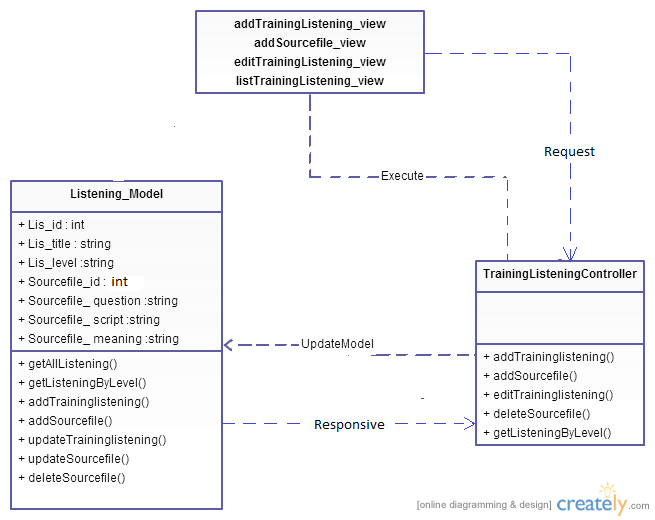 addTrainingListening_view
addSourcefile_view
editTrainingListening_view
listTrainingListening_view
Request
Execute
Listening_Model
+ Lis_id : int
+ Lis_title : string
+ Lis_level :string
+ Sourcefile_id : int
+ Sourcefile_ question :string
+ Sourcefile_ script :string
+ Sourcefile_ meaning :string
+ getAllListening()
+ getListeningByLevel()
+ addTraininglistening()
+ addSourcefile()
+ updateTraininglistening()
+ updateSourcefile()
+ deleteSourcefile()
UpdateModel
Responsive
TrainingListeningController
+ addTraininglistening()
+ addSourcefile()
+ editTraininglistening()
+ deleteSourcefile()
+ getListeningByLevel()
[online diagramming & design] creately.com